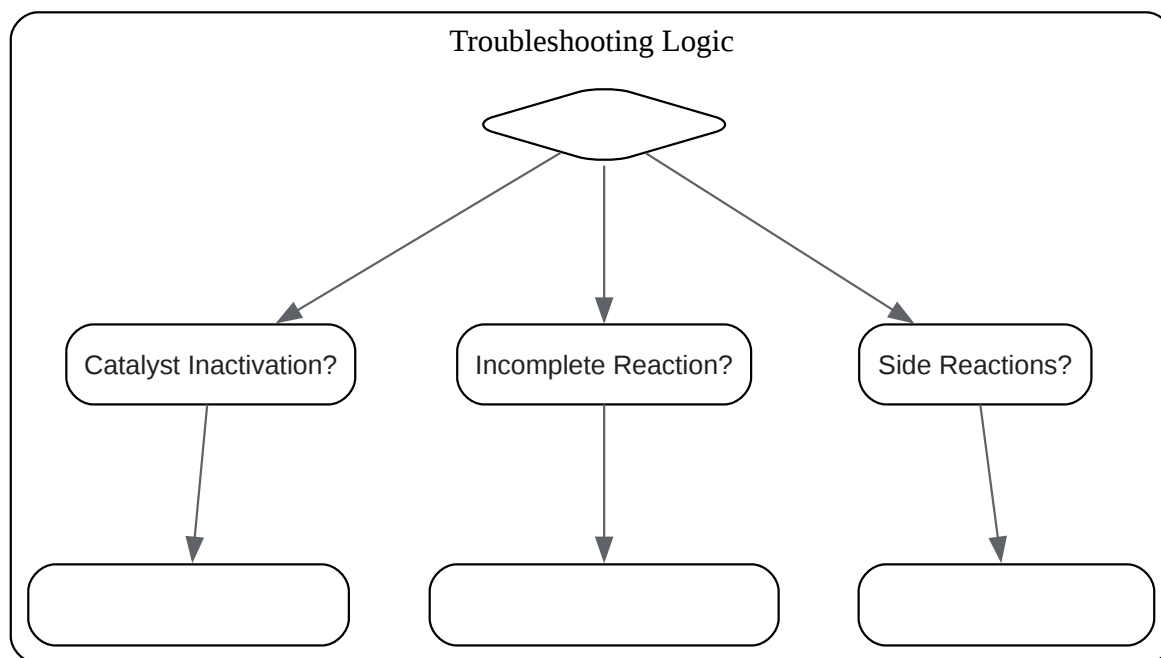 Troubleshooting Logic
Catalyst Inactivation?
Incomplete Reaction?
Side Reactions?